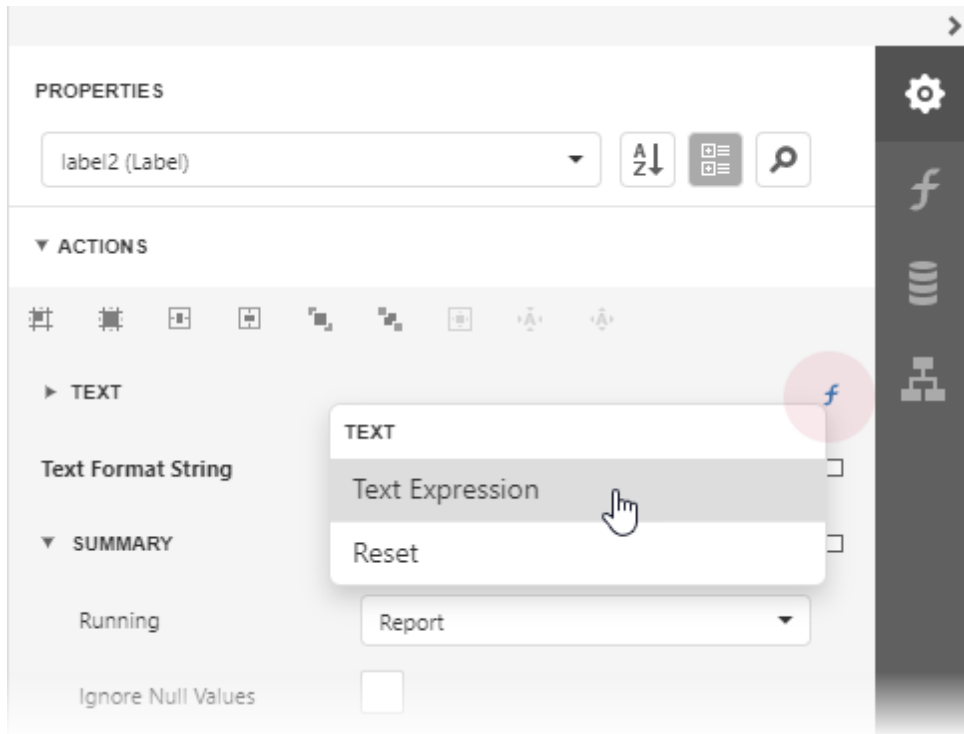 PROPERTIES
label2 (Label)
A
Z
ACTIONS
TEXT
f
TEXT
Text Format String
Text Expression
SUMMARY
Reset
Running
Report
Ignore Null Values